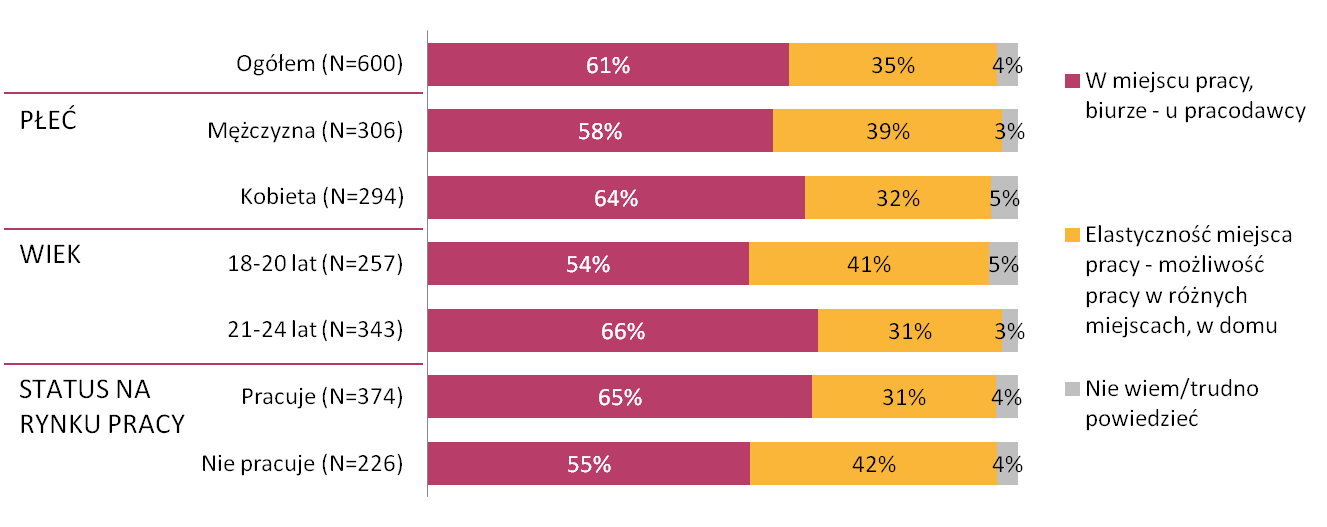 Ogółem (N=600)
61%
35%
4%
W miejscu pracy,
biurze - u pracodawcy
PŁEĆ
Mężczyzna (N=306)
58%
39%
3%
Kobieta (N=294)
64%
32%
5%
Elastyczność miejsca
pracy - możliwość
pracy w różnych
miejscach, w domu
WIEK
18-20 lat (N=257)
54%
41%
5%
21-24 lat (N=343)
66%
31%
3%
STATUS NA
RYNKU PRACY
Pracuje (N=374)
65%
31%
4%
Nie wiem/trudno
powiedzieć
Nie pracuje (N=226)
55%
42%
4%